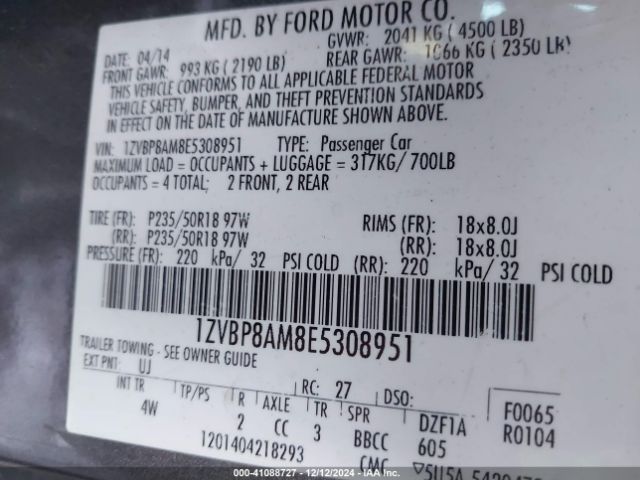 MFD. BY FORD MOTOR CO.
DATE: 04/14 GVWR: 2041 KG ( 4500 LB)
FRONT GAWR: 993 KG ( 2190 LB) REAR GAWR: 1066 KG ( 2350 LB)
THIS VEHICLE CONFORMS TO ALL APPLICABLE FEDERAL MOTOR
VEHICLE SAFETY, BUMPER, AND THEFT PREVENTION STANDARDS
IN EFFECT ON THE DATE OF MANUFACTURE SHOWN ABOVE.
VIN: 1ZVBP8AM8E5308951 TYPE: Passenger Car
MAXIMUM LOAD = OCCUPANTS + LUGGAGE = 317KG/ 700LB
OCCUPANTS = 4 TOTAL; 2 FRONT, 2 REAR
TIRE (FR): P235/50R18 97W RIMS (FR): 18x8.0J
(RR): P235/50R18 97W (RR): 18x8.0J
PRESSURE (FR): 220 kPa/ 32 PSI COLD (RR): 220 kPa/ 32 PSI COLD
1ZVBP8AM8E5308951
TRAILER TOWING - SEE OWNER GUIDE
EXT PNT: UJ RC: 27 DSO: F0065
INT TR TP/PS R AXLE TR SPR DZF1A R0104
4W 2 CC 3 BBCC 605
1201404218293 CMC
000-41088727 - 12/12/2024 - IAA